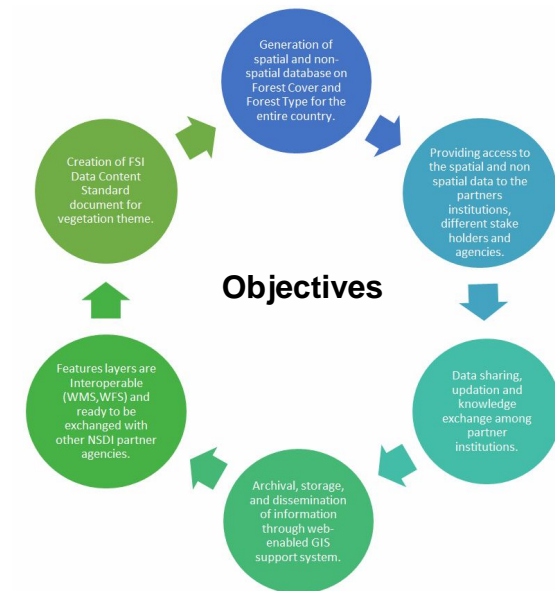 Generation of
spatial and non-
spatial database on
Forest Cover and
Forest Type for the
entire country.
Providing access to
the spatial and non
spatial data to the
partners
institutions,
different stake
holders and
agencies.
Data sharing,
updation and
knowledge
exchange among
partner
institutions.
Archival, storage,
and dissemination
of information
through web-
enabled GIS
support system.
Features layers are
Interoperable
(WMS,WFS) and
ready to be
exchanged with
other NSDI partner
agencies.
Creation of FSI
Data Content
Standard
document for
vegetation theme.
Objectives